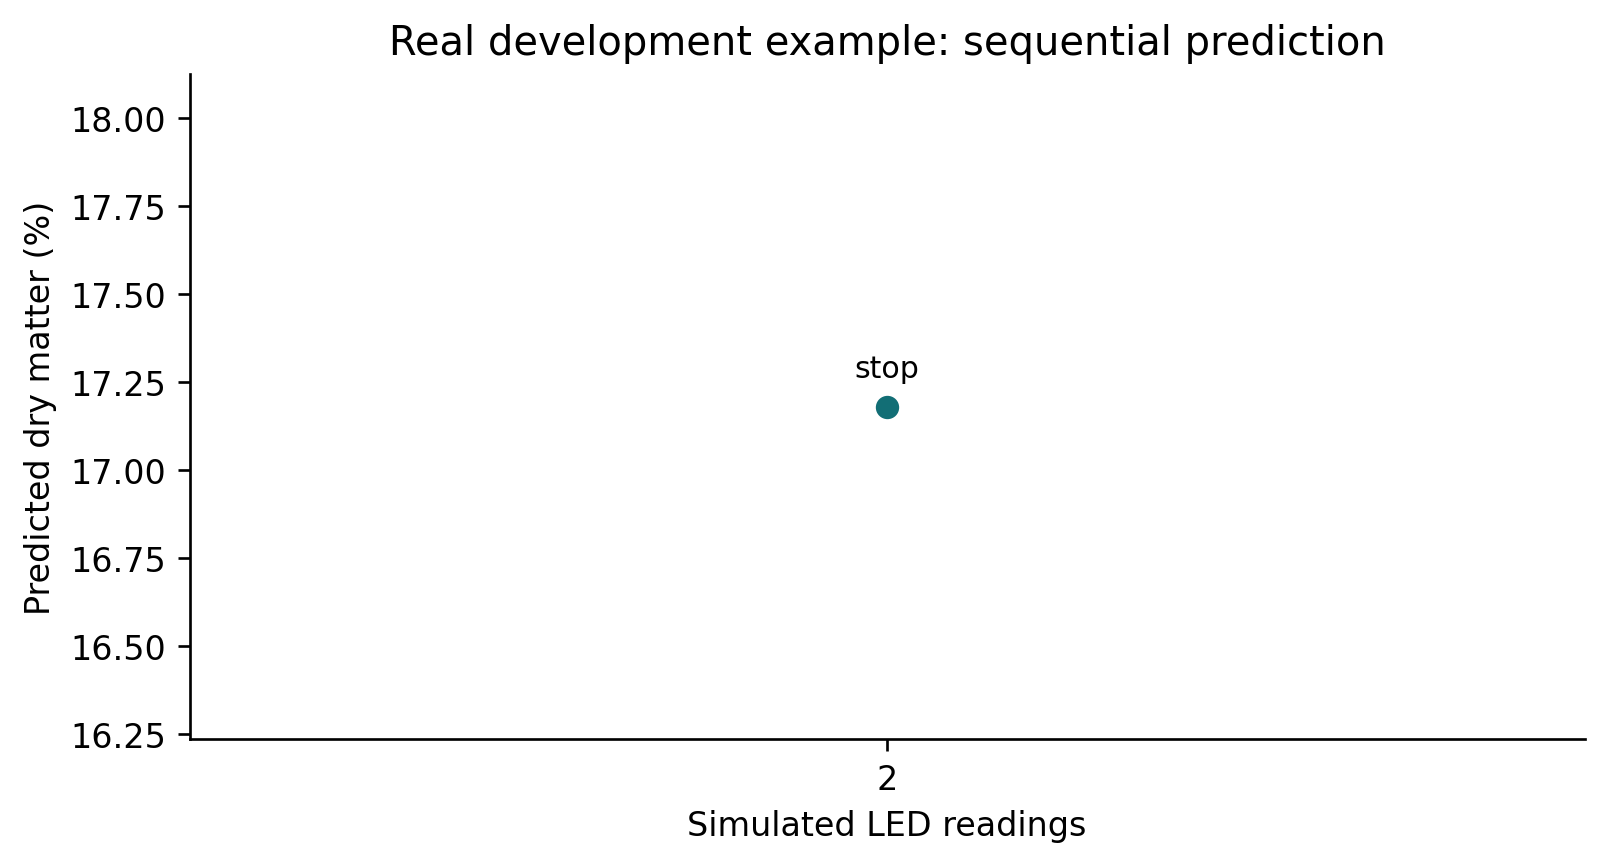 Real development example: sequential prediction
Predicted dry matter (%)
18.00
17.75
17.50
17.25
17.00
16.75
16.50
16.25
stop
2
Simulated LED readings